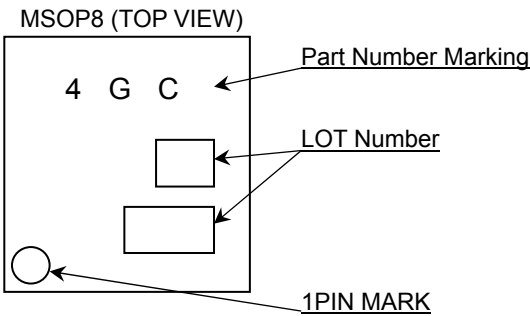 MSOP8 (TOP VIEW)
Part Number Marking
4 G C
LOT Number
1PIN MARK